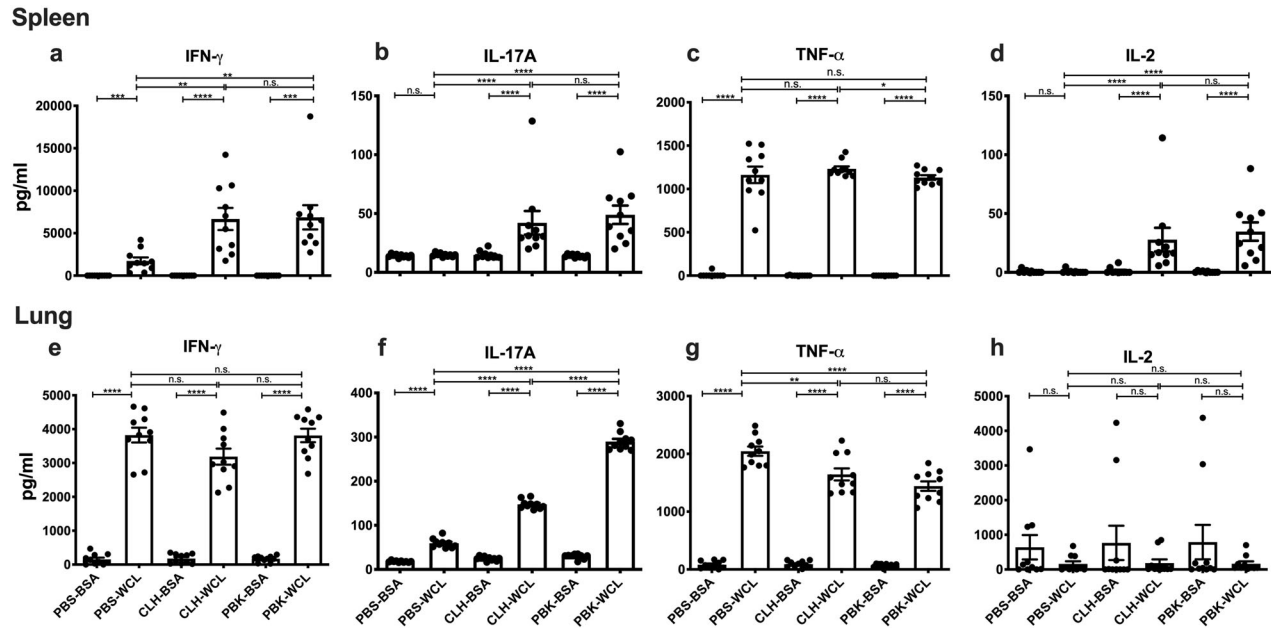 Spleen
a IFN-γ
**
** n.s.
*** **** ***
20000
15000
10000
5000
0
pg/ml
b IL-17A
****
**** n.s.
n.s. **** ****
150
100
50
0
c TNF-α
n.s.
n.s. *
**** **** ****
2000
1500
1000
500
0
d IL-2
****
**** n.s.
n.s. **** ****
150
100
50
0
Lung
e IFN-γ
n.s.
n.s. n.s.
**** **** ****
5000
4000
3000
2000
1000
0
pg/ml
PBS-BSA
PBS-WCL
CLH-BSA
CLH-WCL
PBK-BSA
PBK-WCL
f IL-17A
****
**** ****
**** **** ****
400
300
200
100
0
PBS-BSA
PBS-WCL
CLH-BSA
CLH-WCL
PBK-BSA
PBK-WCL
g TNF-α
****
** n.s.
**** **** ****
3000
2000
1000
0
PBS-BSA
PBS-WCL
CLH-BSA
CLH-WCL
PBK-BSA
PBK-WCL
h IL-2
n.s.
n.s. n.s.
n.s. n.s. n.s.
5000
4000
3000
2000
1000
0
PBS-BSA
PBS-WCL
CLH-BSA
CLH-WCL
PBK-BSA
PBK-WCL